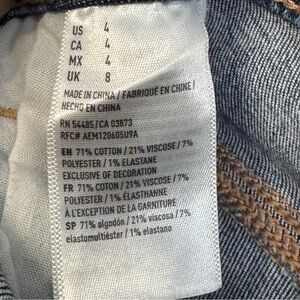 US 4
CA 4
MX 4
UK 8
MADE IN CHINA / FABRIQUÉ EN CHINE /
HECHO EN CHINA
RN 54485/CA 03873
RFC# AEM120605U9A
EN 71% COTTON / 21% VISCOSE / 7%
POLYESTER / 1% ELASTANE
EXCLUSIVE OF DECORATION
FR 71% COTON / 21% VISCOSE / 7%
POLYESTER / 1% ÉLASTHANNE
À L'EXCEPTION DE LA GARNITURE
SP 71% algodón / 21% viscosa / 7%
elastomultiéster / 1% elastano